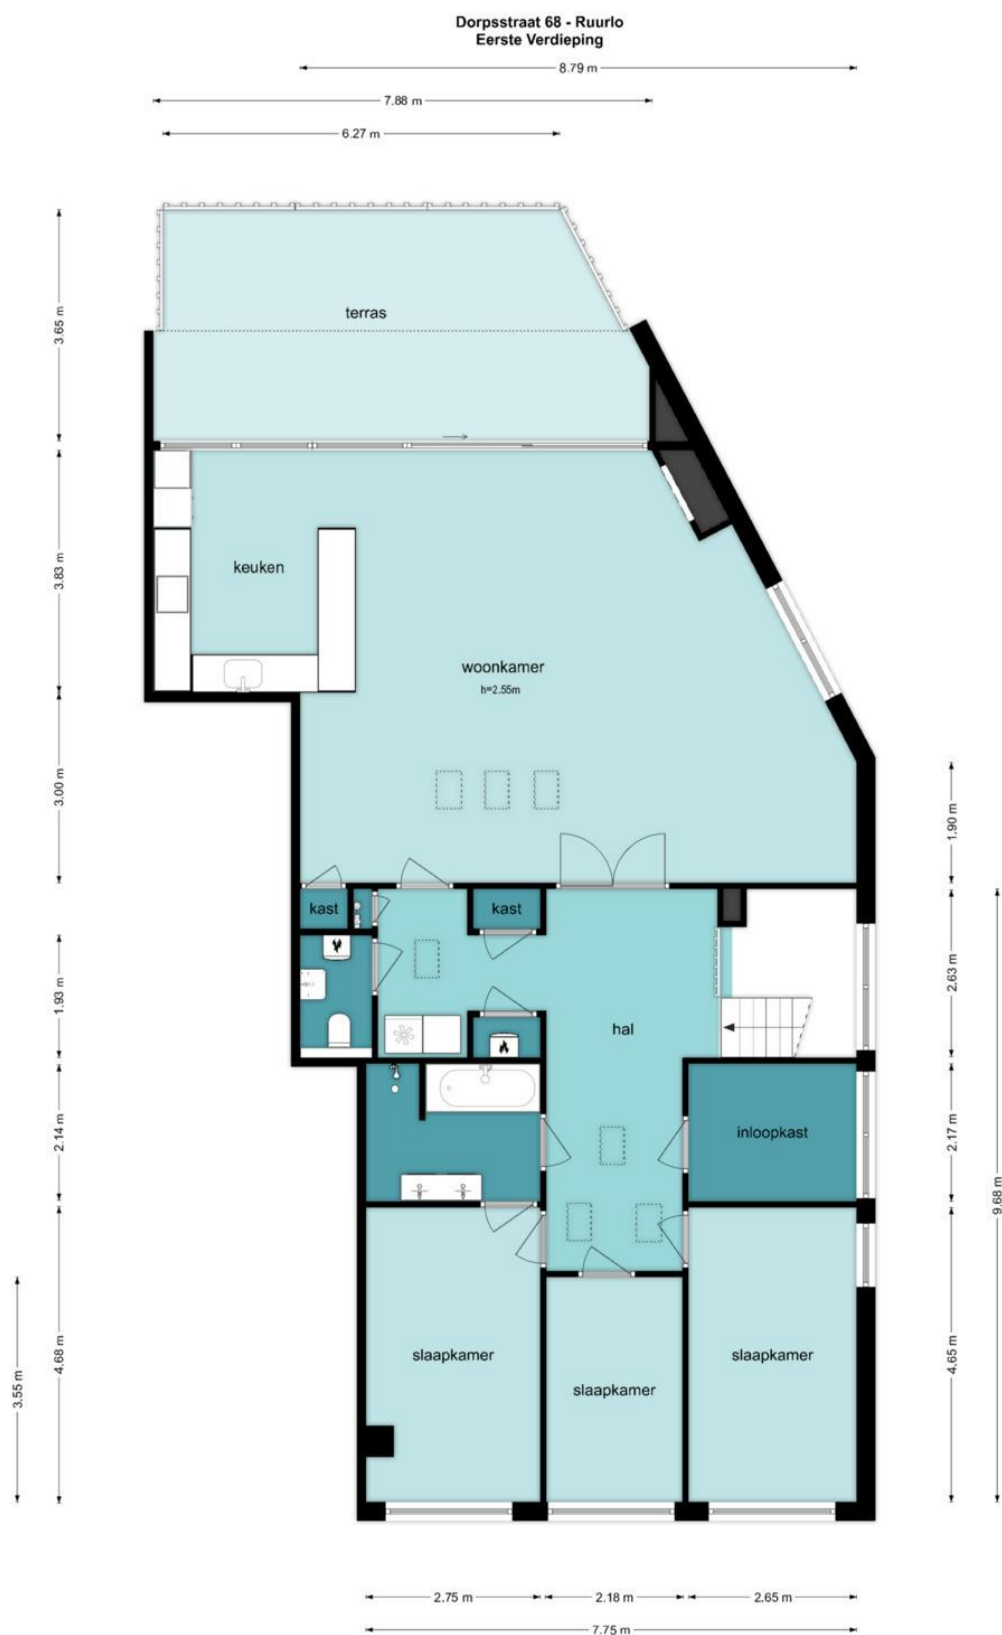 Dorpsstraat 68 - Ruurlo
Eerste Verdieping
8.79 m
7.88 m
6.27 m
3.65 m
terras
3.83 m
keuken
woonkamer
h=2.55m
3.00 m
1.90 m
kast
kast
1.93 m
2.63 m
hal
2.14 m
inloopkast
2.17 m
9.68 m
3.55 m
4.68 m
slaapkamer
slaapkamer
slaapkamer
4.65 m
2.75 m
2.18 m
2.65 m
7.75 m